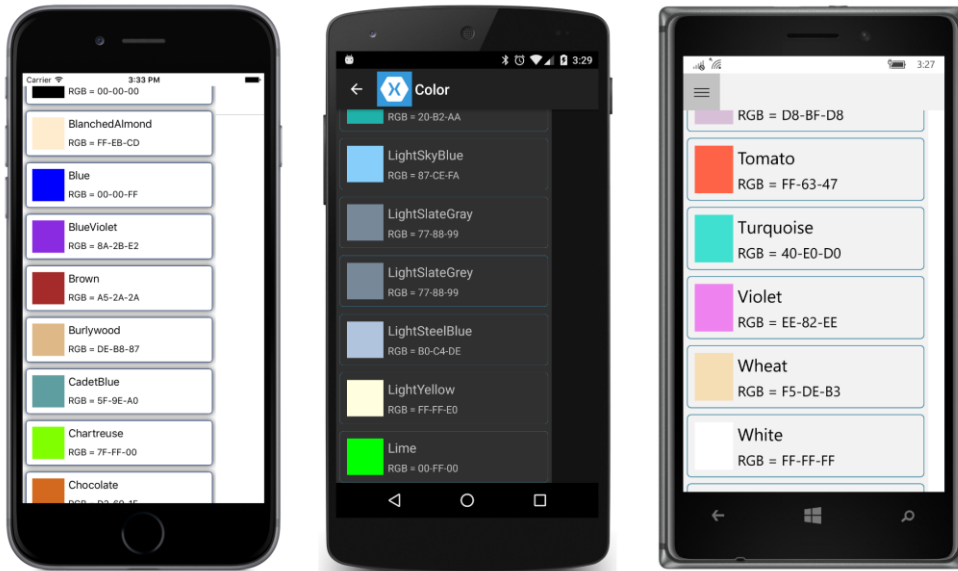 Carrier
3:33 PM
RGB = 00-00-00
BlanchedAlmond
RGB = FF-EB-CD
Blue
RGB = 00-00-FF
BlueViolet
RGB = 8A-2B-E2
Brown
RGB = A5-2A-2A
Burlywood
RGB = DE-B8-87
CadetBlue
RGB = 5F-9E-A0
Chartreuse
RGB = 7F-FF-00
Chocolate
3:29
Color
RGB = 20-B2-AA
LightSkyBlue
RGB = 87-CE-FA
LightSlateGray
RGB = 77-88-99
LightSlateGrey
RGB = 77-88-99
LightSteelBlue
RGB = B0-C4-DE
LightYellow
RGB = FF-FF-E0
Lime
RGB = 00-FF-00
3:27
RGB = D8-BF-D8
Tomato
RGB = FF-63-47
Turquoise
RGB = 40-E0-D0
Violet
RGB = EE-82-EE
Wheat
RGB = F5-DE-B3
White
RGB = FF-FF-FF